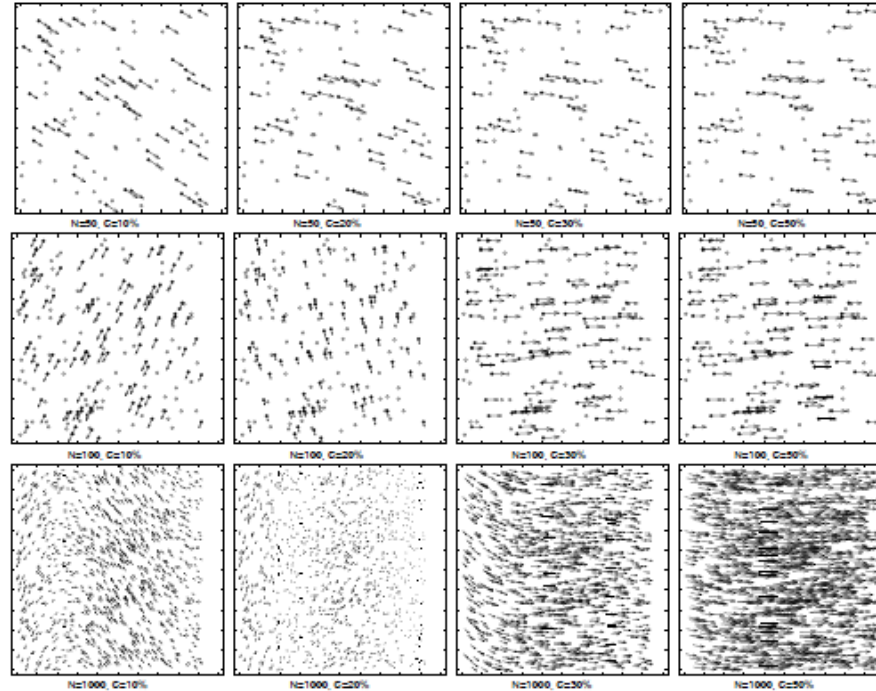 N=50, C=10%
N=50, C=20%
N=50, C=30%
N=50, C=50%
N=100, C=10%
N=100, C=20%
N=100, C=30%
N=100, C=50%
N=1000, C=10%
N=1000, C=20%
N=1000, C=30%
N=1000, C=50%